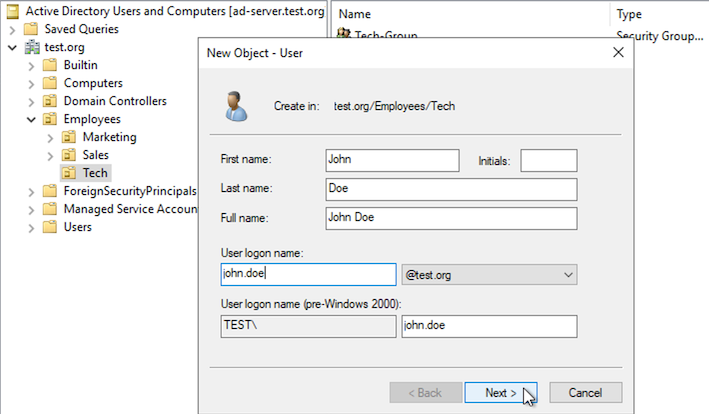 Active Directory Users and Computers [ad-server.test.org
Saved Queries
test.org
Builtin
Computers
Domain Controllers
Employees
Marketing
Sales
Tech
ForeignSecurityPrincipals
Managed Service Accoun
Users
Name Type
Tech-Group Security Group...
New Object - User
Create in: test.org/Employees/Tech
First name: John Initials:
Last name: Doe
Full name: John Doe
User logon name:
john.doe @test.org
User logon name (pre-Windows 2000):
TEST\ john.doe
< Back Next > Cancel